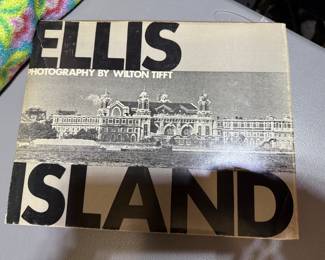 ELLIS
PHOTOGRAPHY BY WILTON TIFFT
ISLAND